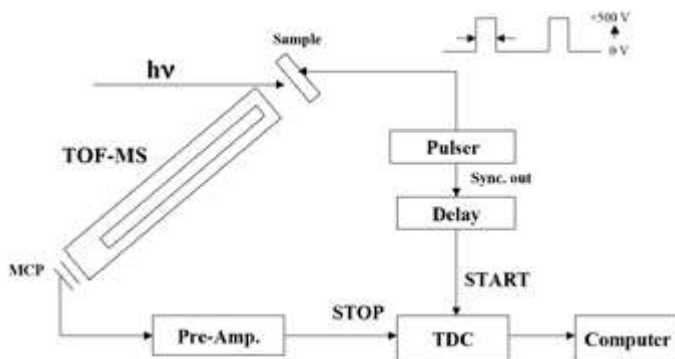 Sample
<500 V
0 V
hν
TOF-MS
Pulser
Sync. out
Delay
MCP
START
STOP
Pre-Amp.
TDC
Computer